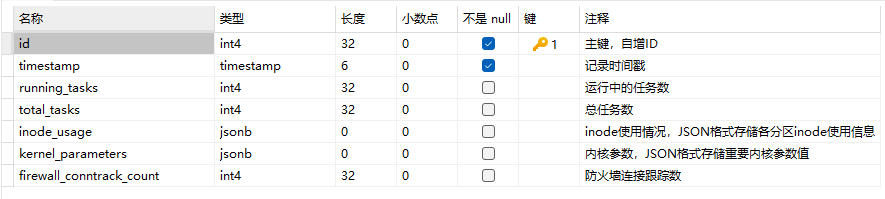 名称 类型 长度 小数点 不是 null 键 注释
id int4 32 0 1 主键，自增ID
timestamp timestamp 6 0 记录时间戳
running_tasks int4 32 0 运行中的任务数
total_tasks int4 32 0 总任务数
inode_usage jsonb 0 0 inode使用情况，JSON格式存储各分区inode使用信息
kernel_parameters jsonb 0 0 内核参数，JSON格式存储重要内核参数值
firewall_conntrack_count int4 32 0 防火墙连接跟踪数